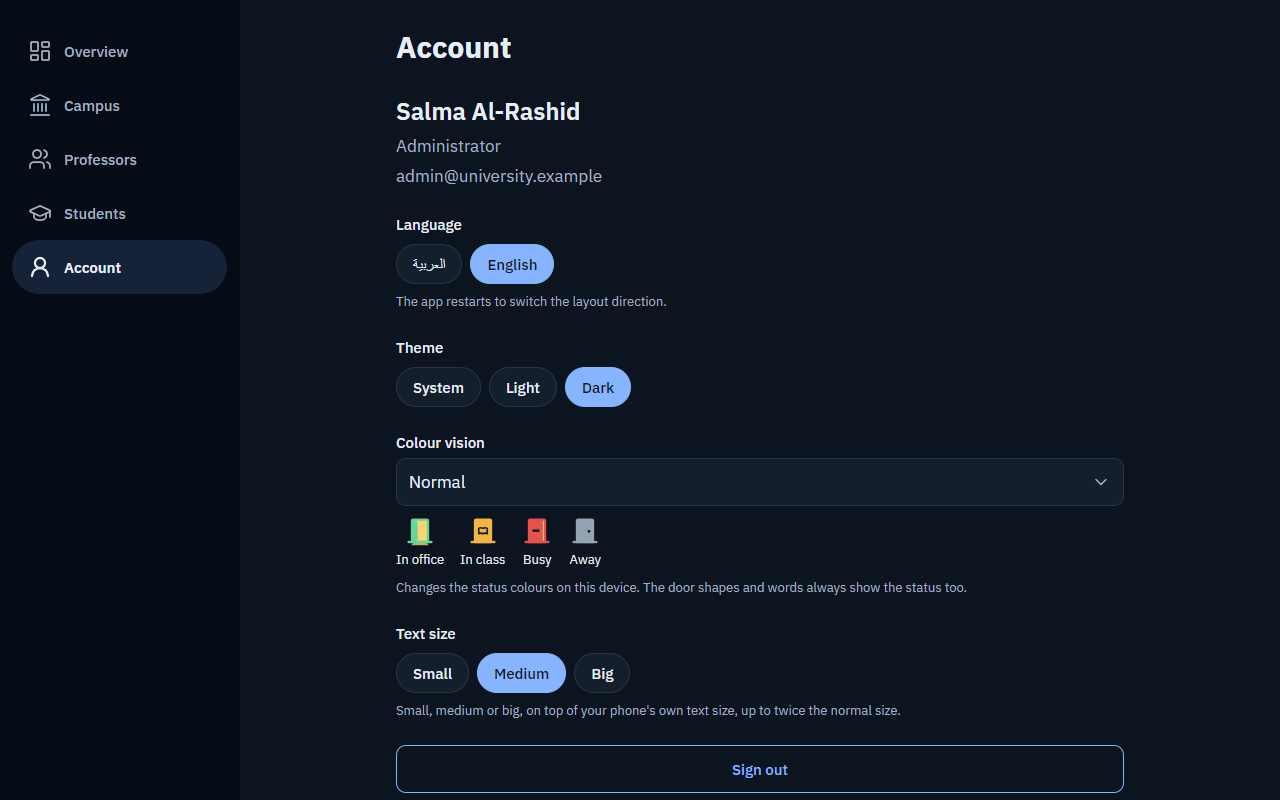 Overview
Campus
Professors
Students
Account
Account
Salma Al-Rashid
Administrator
admin@university.example
Language
العربية
English
The app restarts to switch the layout direction.
Theme
System
Light
Dark
Colour vision
Normal
In office
In class
Busy
Away
Changes the status colours on this device. The door shapes and words always show the status too.
Text size
Small
Medium
Big
Small, medium or big, on top of your phone's own text size, up to twice the normal size.
Sign out